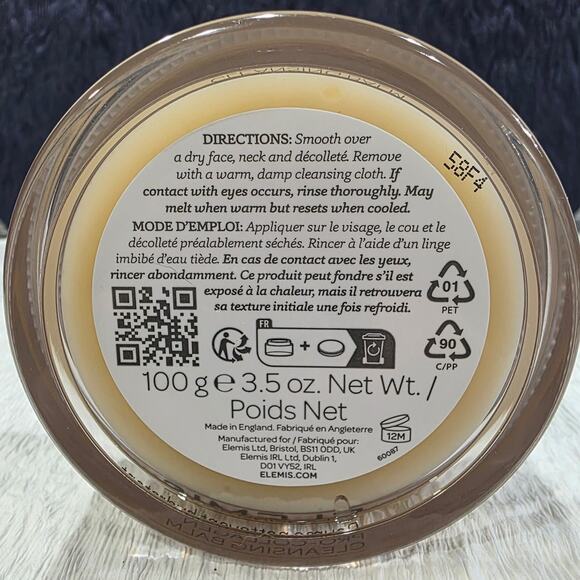 DIRECTIONS: Smooth over
a dry face, neck and décolleté. Remove
with a warm, damp cleansing cloth. If
contact with eyes occurs, rinse thoroughly. May
melt when warm but resets when cooled.
MODE D'EMPLOI: Appliquer sur le visage, le cou et le
décolleté préalablement séchés. Rincer à l'aide d'un linge
imbibé d'eau tiède. En cas de contact avec les yeux,
rincer abondamment. Ce produit peut fondre s'il est
exposé à la chaleur, mais il retrouvera
sa texture initiale une fois refroidi.
58F4
01
PET
90
C/PP
FR
+
100 g e 3.5 oz. Net Wt. /
Poids Net
Made in England. Fabriqué en Angleterre
Manufactured for / Fabriqué pour:
Elemis Ltd, Bristol, BS11 0DD, UK
Elemis IRL Ltd, Dublin 1,
D01 VY52, IRL
ELEMIS.COM
12M
60087
PRO-COLLAGEN
CLEANSING BALM